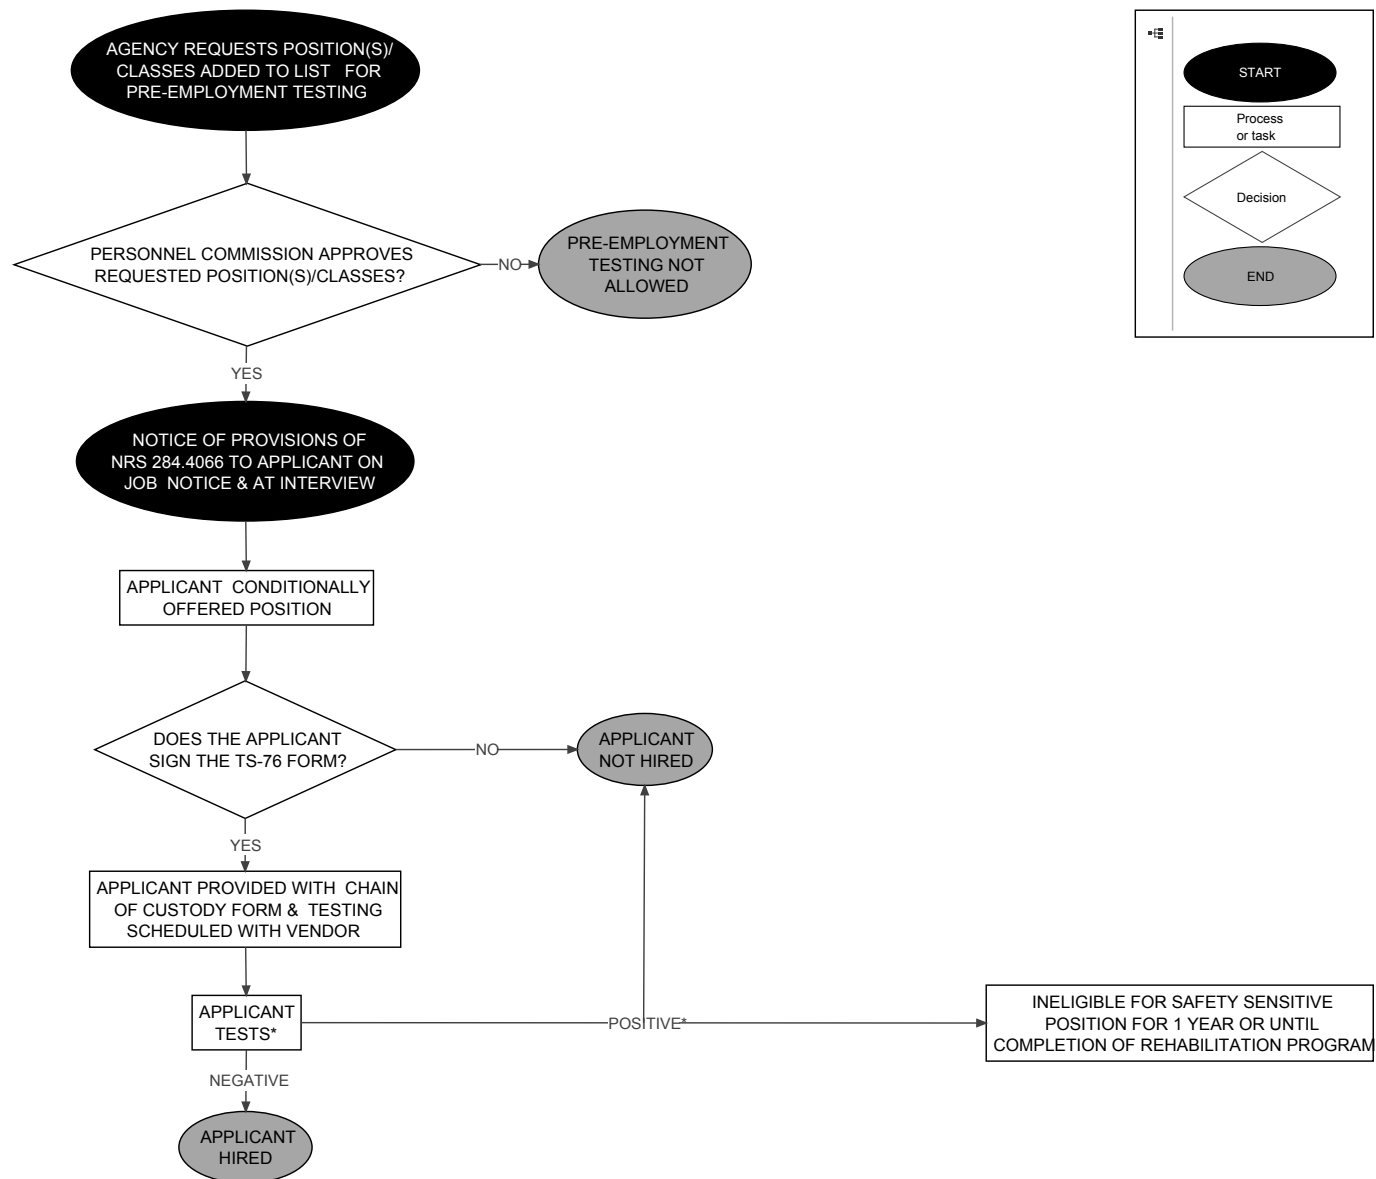 AGENCY REQUESTS POSITION(S)/
CLASSES ADDED TO LIST FOR
PRE-EMPLOYMENT TESTING
START
Process
or task
Decision
END
PERSONNEL COMMISSION APPROVES
REQUESTED POSITION(S)/CLASSES?
NO
PRE-EMPLOYMENT
TESTING NOT
ALLOWED
YES
NOTICE OF PROVISIONS OF
NRS 284.4066 TO APPLICANT ON
JOB NOTICE & AT INTERVIEW
APPLICANT CONDITIONALLY
OFFERED POSITION
DOES THE APPLICANT
SIGN THE TS-76 FORM?
NO
APPLICANT
NOT HIRED
YES
APPLICANT PROVIDED WITH CHAIN
OF CUSTODY FORM & TESTING
SCHEDULED WITH VENDOR
APPLICANT
TESTS*
POSITIVE*
INELIGIBLE FOR SAFETY SENSITIVE
POSITION FOR 1 YEAR OR UNTIL
COMPLETION OF REHABILITATION PROGRAM
NEGATIVE
APPLICANT
HIRED